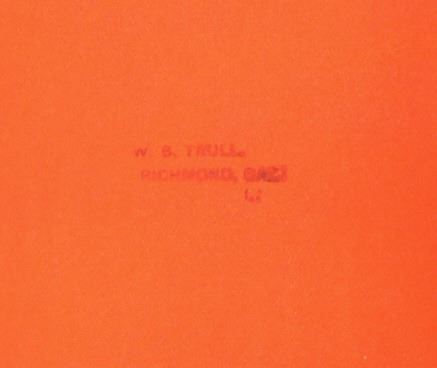 W B. TRULL
RICHMOND,